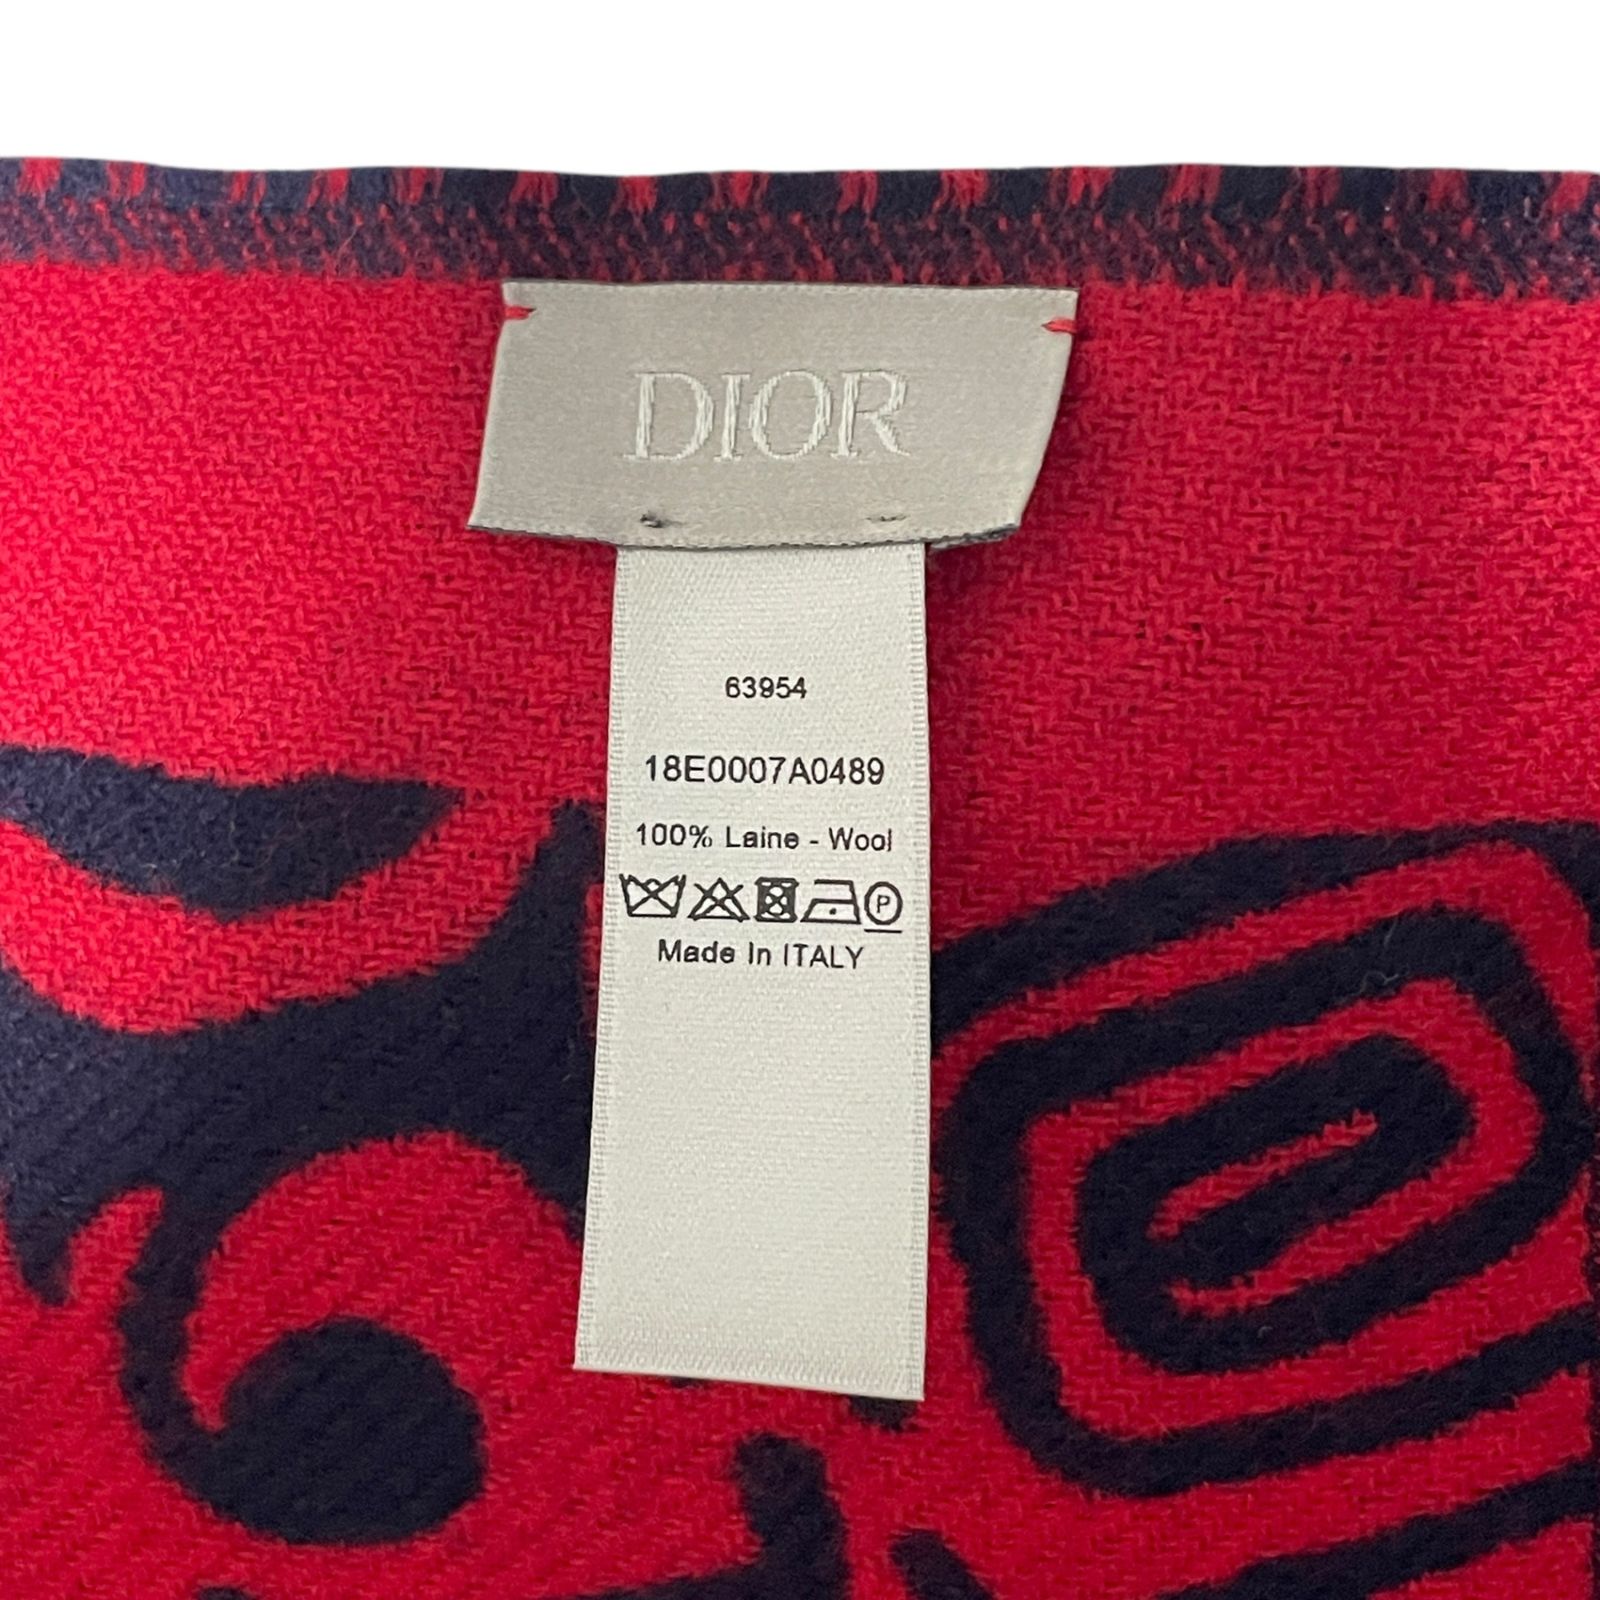 DIOR
63954
18E0007A0489
100% Laine - Wool
P
Made In ITALY